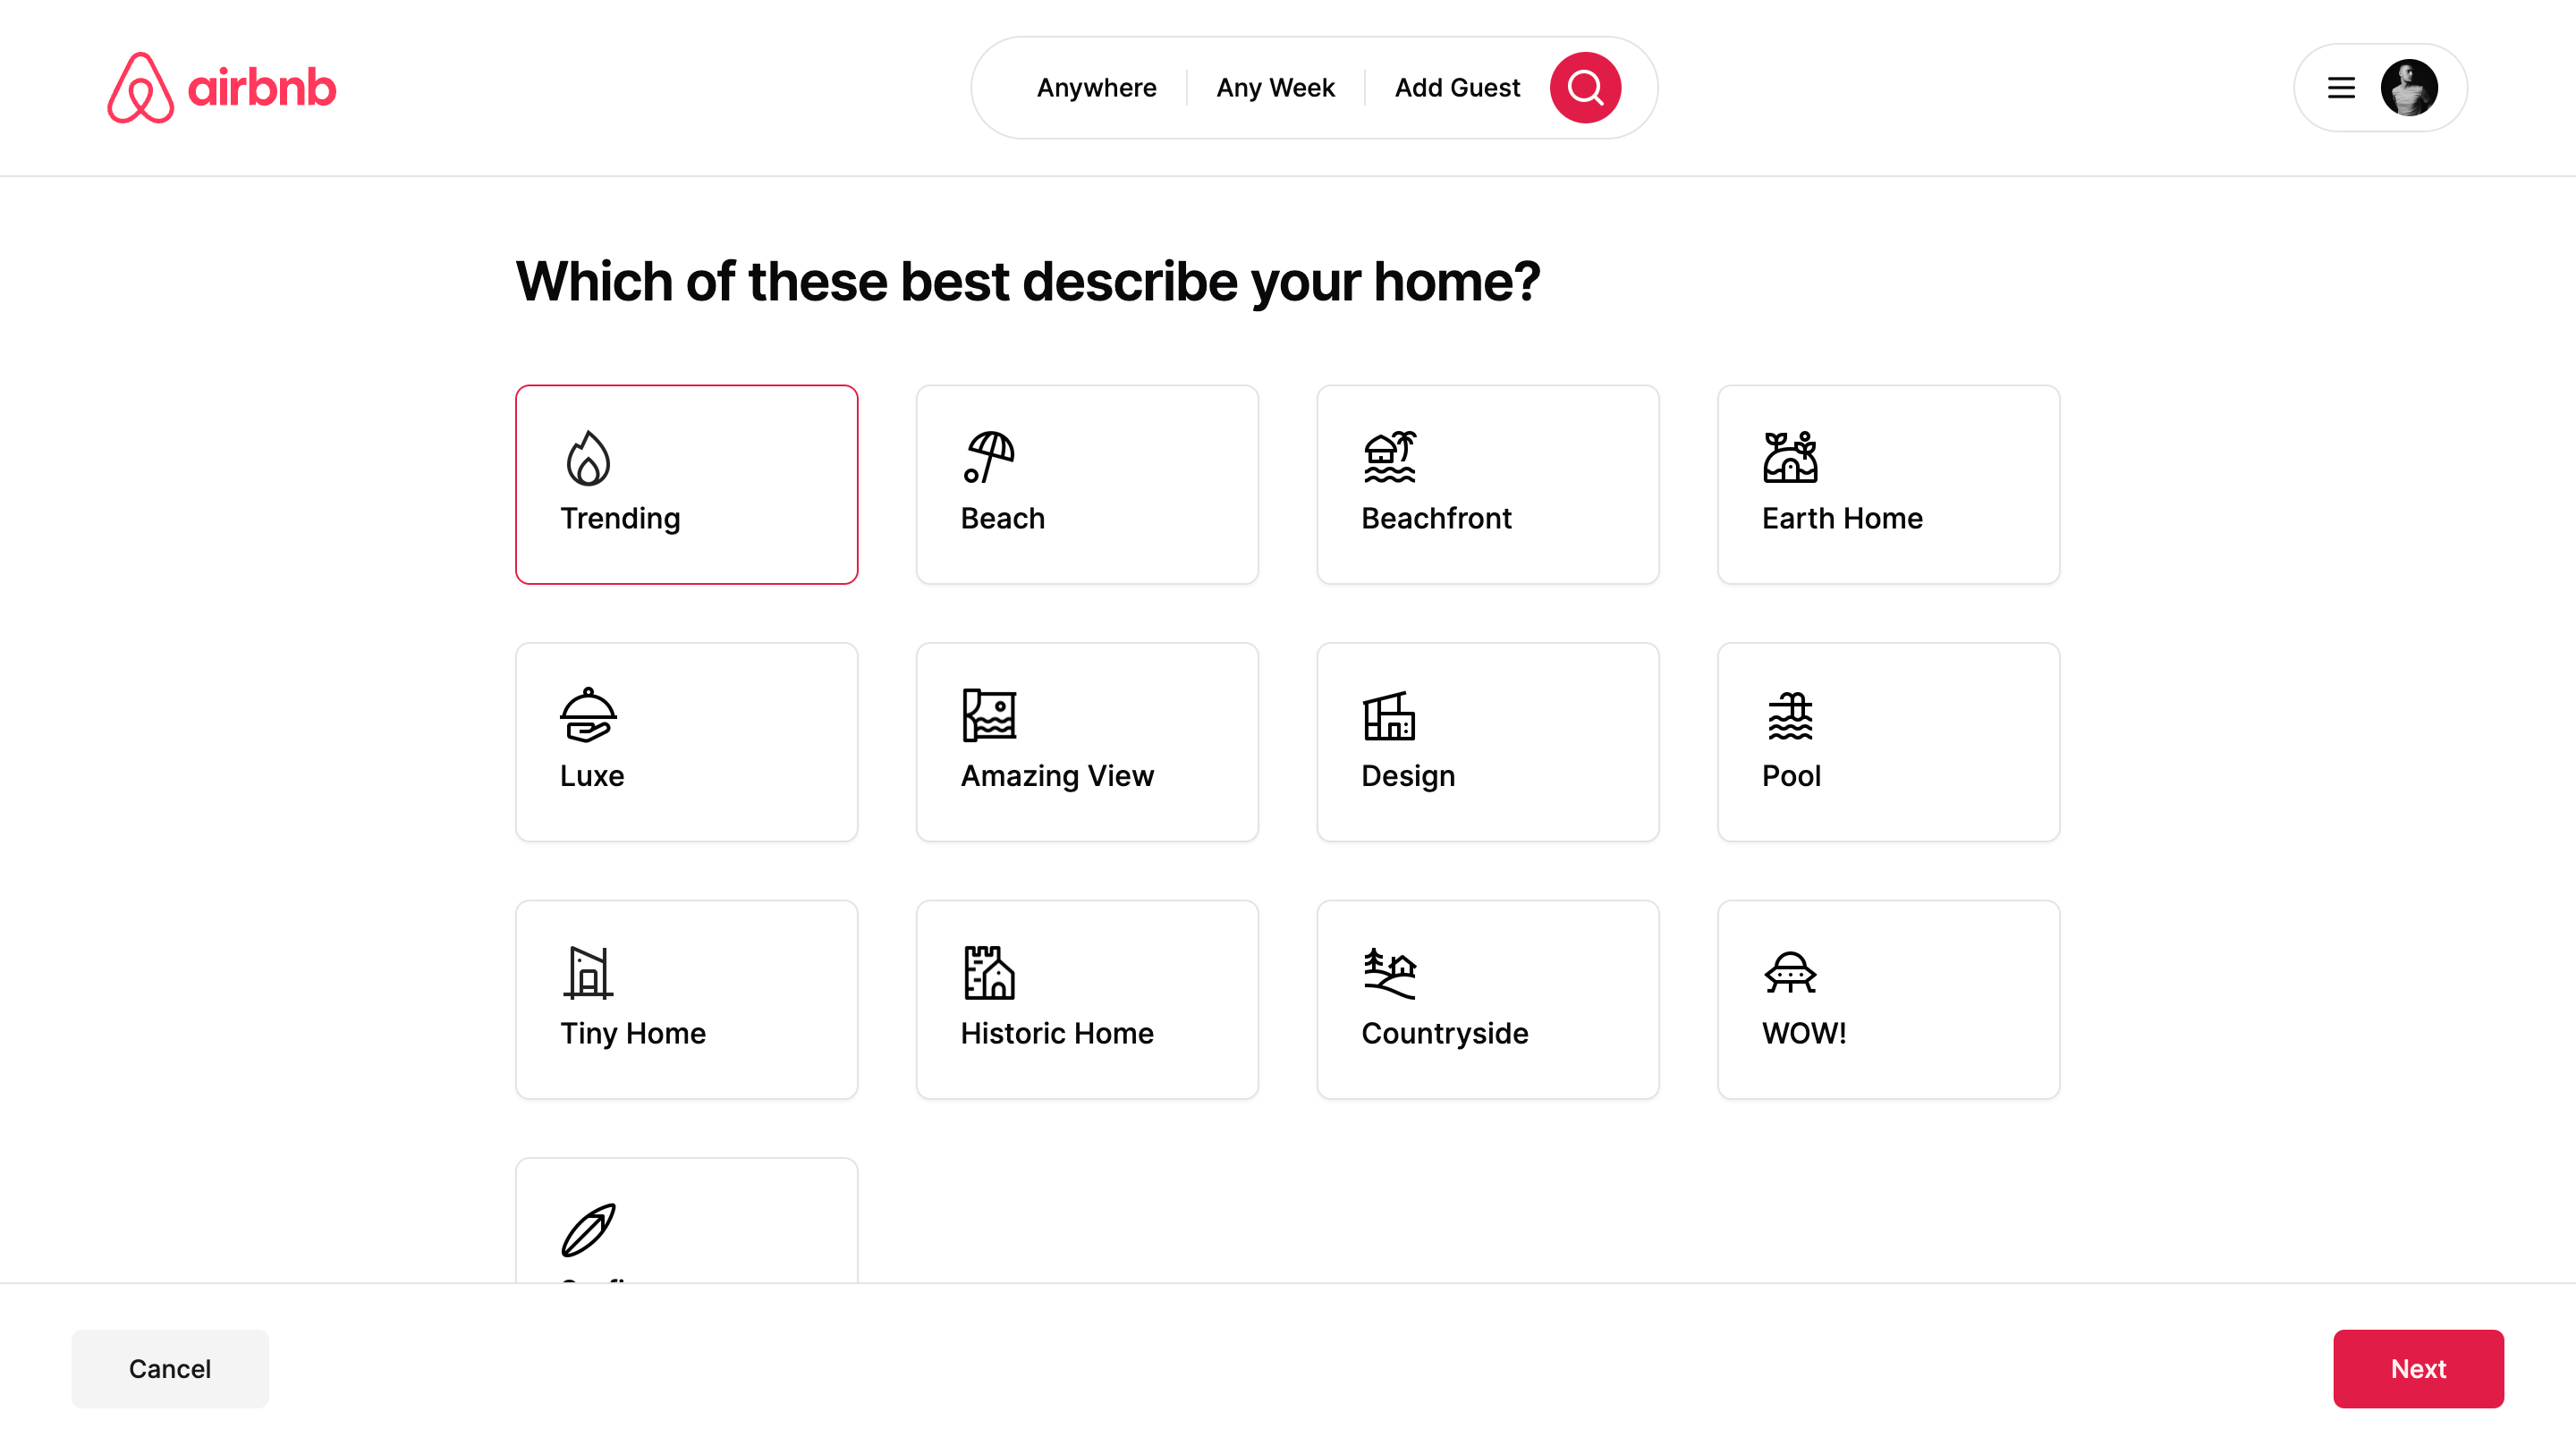 airbnb
Anywhere
Any Week
Add Guest
Which of these best describe your home?
Trending
Beach
Beachfront
Earth Home
Luxe
Amazing View
Design
Pool
Tiny Home
Historic Home
Countryside
WOW!
Cancel
Next